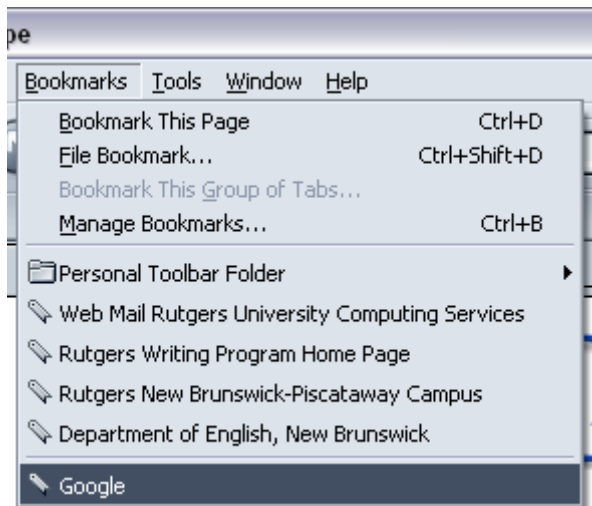 pe
Bookmarks Tools Window Help
Bookmark This Page Ctrl+D
File Bookmark... Ctrl+Shift+D
Bookmark This Group of Tabs...
Manage Bookmarks... Ctrl+B
Personal Toolbar Folder
Web Mail Rutgers University Computing Services
Rutgers Writing Program Home Page
Rutgers New Brunswick-Piscataway Campus
Department of English, New Brunswick
Google